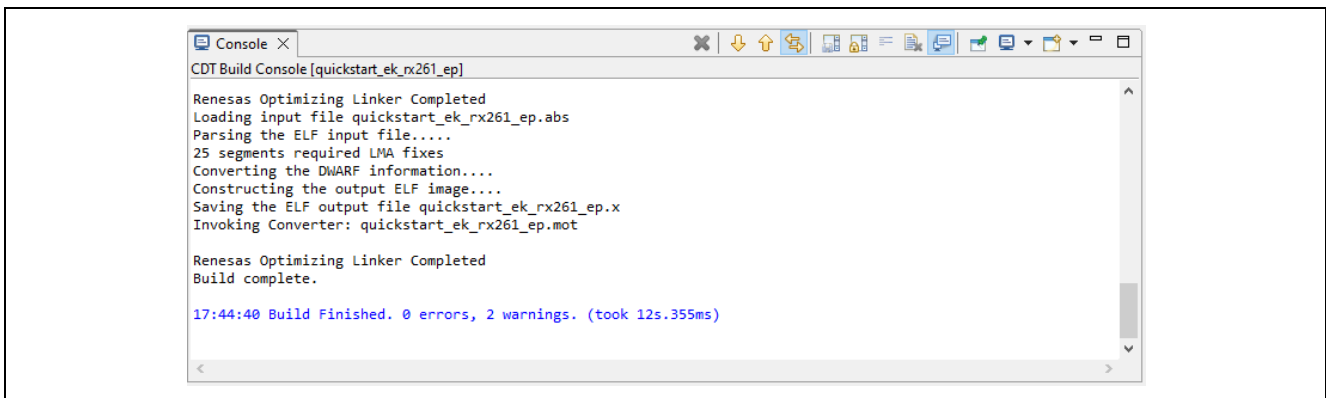 Console
CDT Build Console [quickstart_ek_rx261_ep]
Renesas Optimizing Linker Completed
Loading input file quickstart_ek_rx261_ep.abs
Parsing the ELF input file.....
25 segments required LMA fixes
Converting the DWARF information....
Constructing the output ELF image....
Saving the ELF output file quickstart_ek_rx261_ep.x
Invoking Converter: quickstart_ek_rx261_ep.mot
Renesas Optimizing Linker Completed
Build complete.
17:44:40 Build Finished. 0 errors, 2 warnings. (took 12s.355ms)